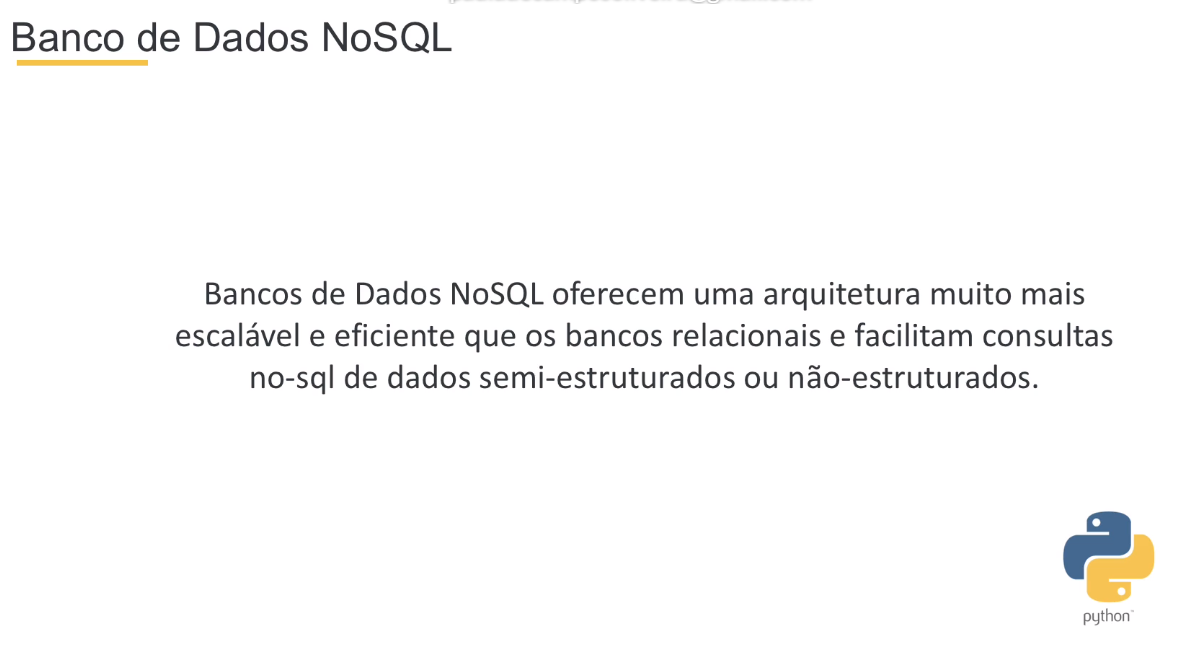 Banco de Dados NoSQL
Bancos de Dados NoSQL oferecem uma arquitetura muito mais
escalável e eficiente que os bancos relacionais e facilitam consultas
no-sql de dados semi-estruturados ou não-estruturados.
python